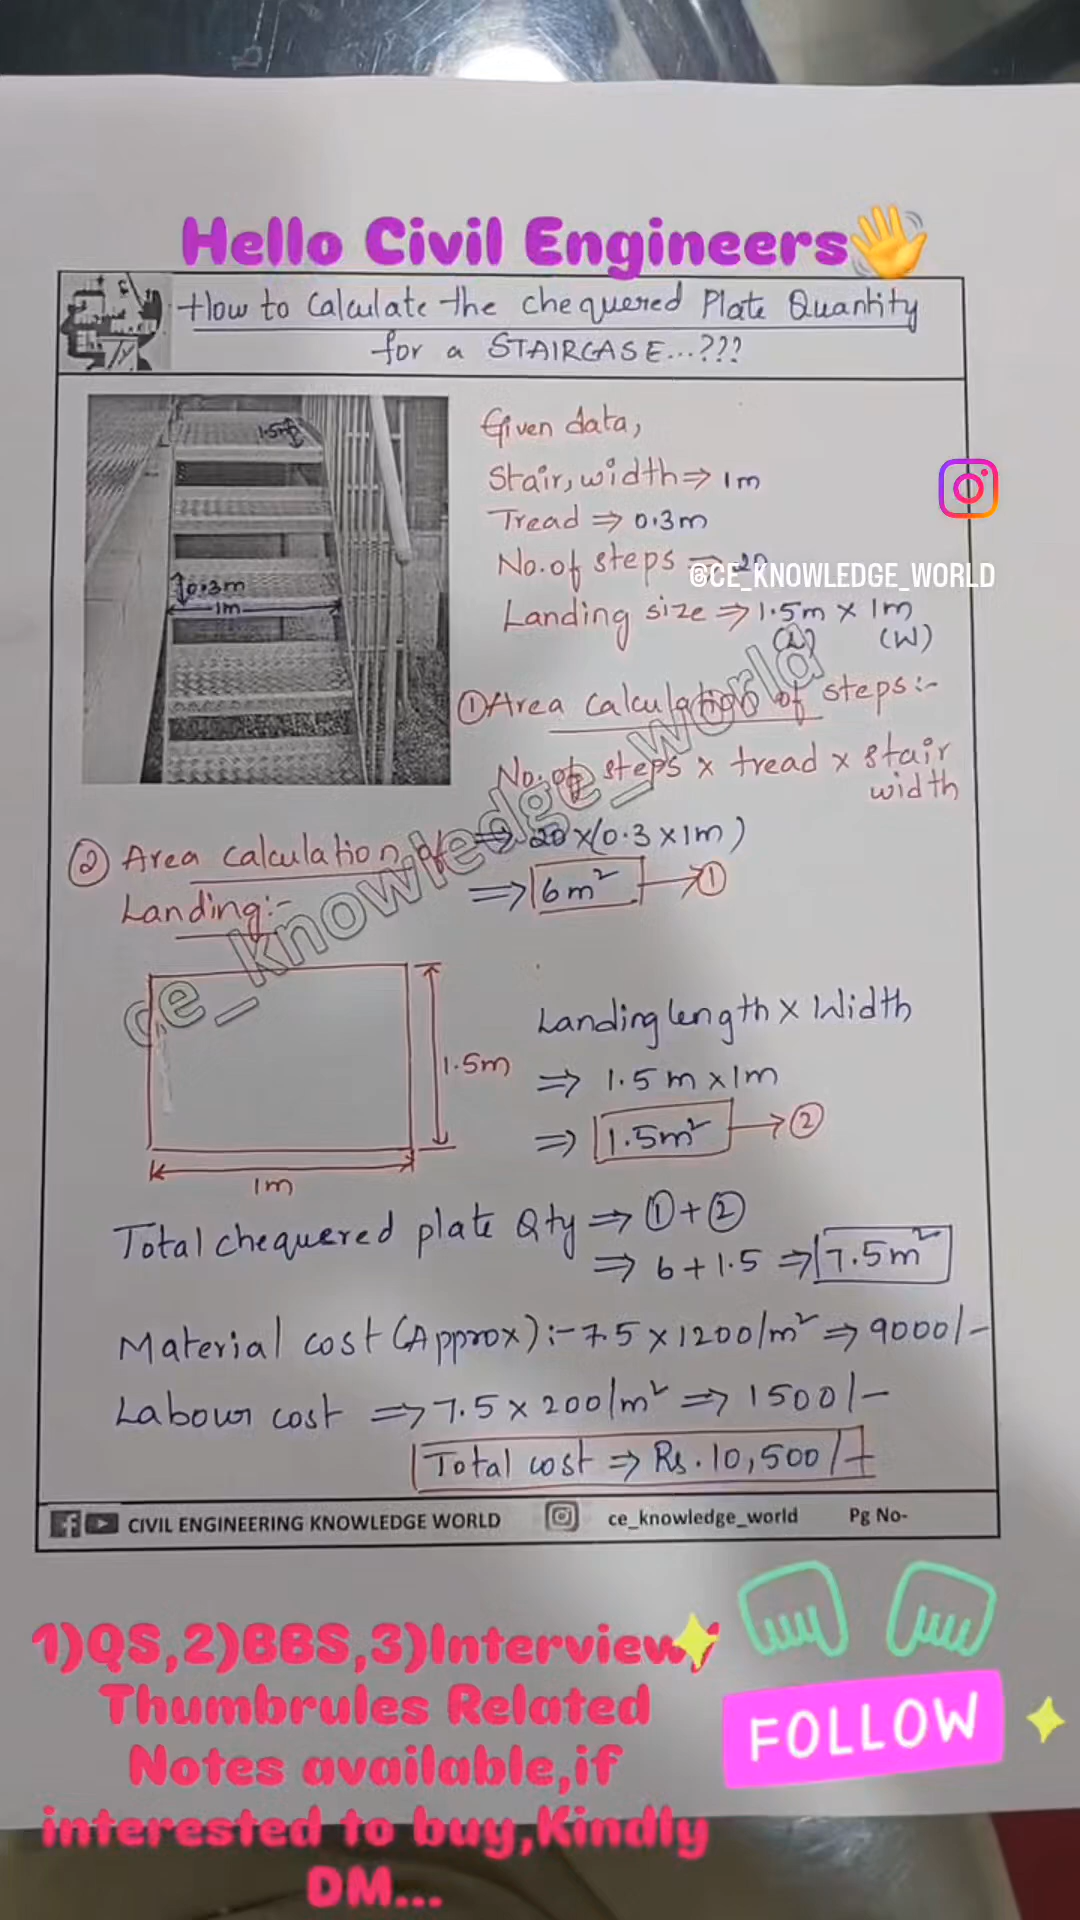 Hello Civil Engineers👋
How to Calculate the chequered Plate Quantity
for a STAIRCASE...???
Given data,
Stair, width ⇒ 1m
Tread ⇒ 0.3m
No. of steps ⇒ 20
@CE_KNOWLEDGE_WORLD
Landing size ⇒ 1.5m x 1m
(L) (W)
1.5m
0.3m
1m
① Area calculation of steps:-
No. of steps x tread x stair
width
⇒ 20 x (0.3 x 1m)
⇒ 6m² → ①
② Area calculation of
Landing:-
ce_knowledge_world
1.5m
1m
Landing length x Width
⇒ 1.5 m x 1m
⇒ 1.5m² → ②
Total chequered plate Qty ⇒ ① + ②
⇒ 6 + 1.5 ⇒ 7.5m²
Material cost (Approx):- 7.5 x 1200/m² ⇒ 9000/-
Labour cost ⇒ 7.5 x 200/m² ⇒ 1500/-
Total cost ⇒ Rs. 10,500/-
CIVIL ENGINEERING KNOWLEDGE WORLD ce_knowledge_world Pg No-
1)QS,2)BBS,3)Interview/
Thumbrules Related
Notes available,if
interested to buy,Kindly
DM...
FOLLOW